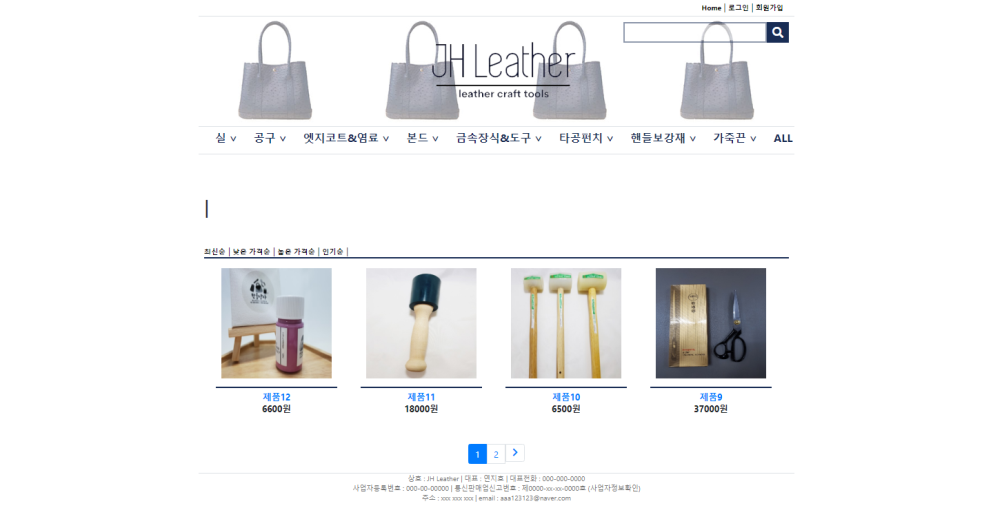 Home | 로그인 | 회원가입
JH Leather
leather craft tools
실 공구 엣지코트&염료 본드 금속장식&도구 타공펀치 핸들보강재 가죽끈 ALL
|
최신순 | 낮은 가격순 | 높은 가격순 | 인기순 |
제품12 제품11 제품10 제품9
6600원 18000원 6500원 37000원
1 2
상호 : JH Leather | 대표 : 연지호 | 대표전화 : 000-000-0000
사업자등록번호 : 000-00-00000 | 통신판매업신고번호 : 제0000-xx-xx-0000호 (사업자정보확인)
주소 : xxx xxx xxx | email : aaa123123@naver.com